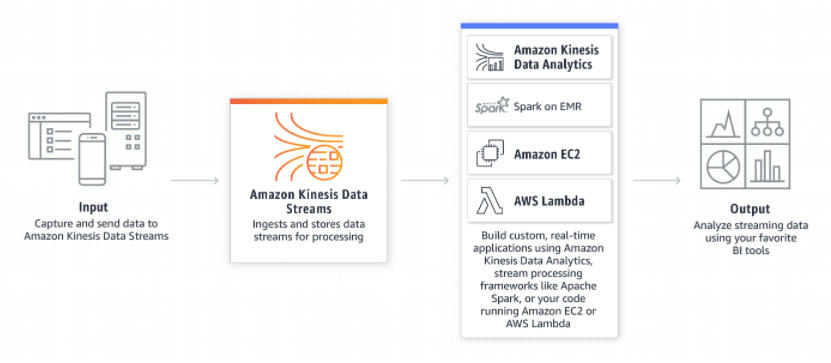 Input
Capture and send data to
Amazon Kinesis Data Streams
Amazon Kinesis Data
Streams
Ingests and stores data
streams for processing
Amazon Kinesis
Data Analytics
Spark
Spark on EMR
Amazon EC2
AWS Lambda
Build custom, real-time
applications using Amazon
Kinesis Data Analytics,
stream processing
frameworks like Apache
Spark, or your code
running Amazon EC2 or
AWS Lambda
Output
Analyze streaming data
using your favorite
BI tools